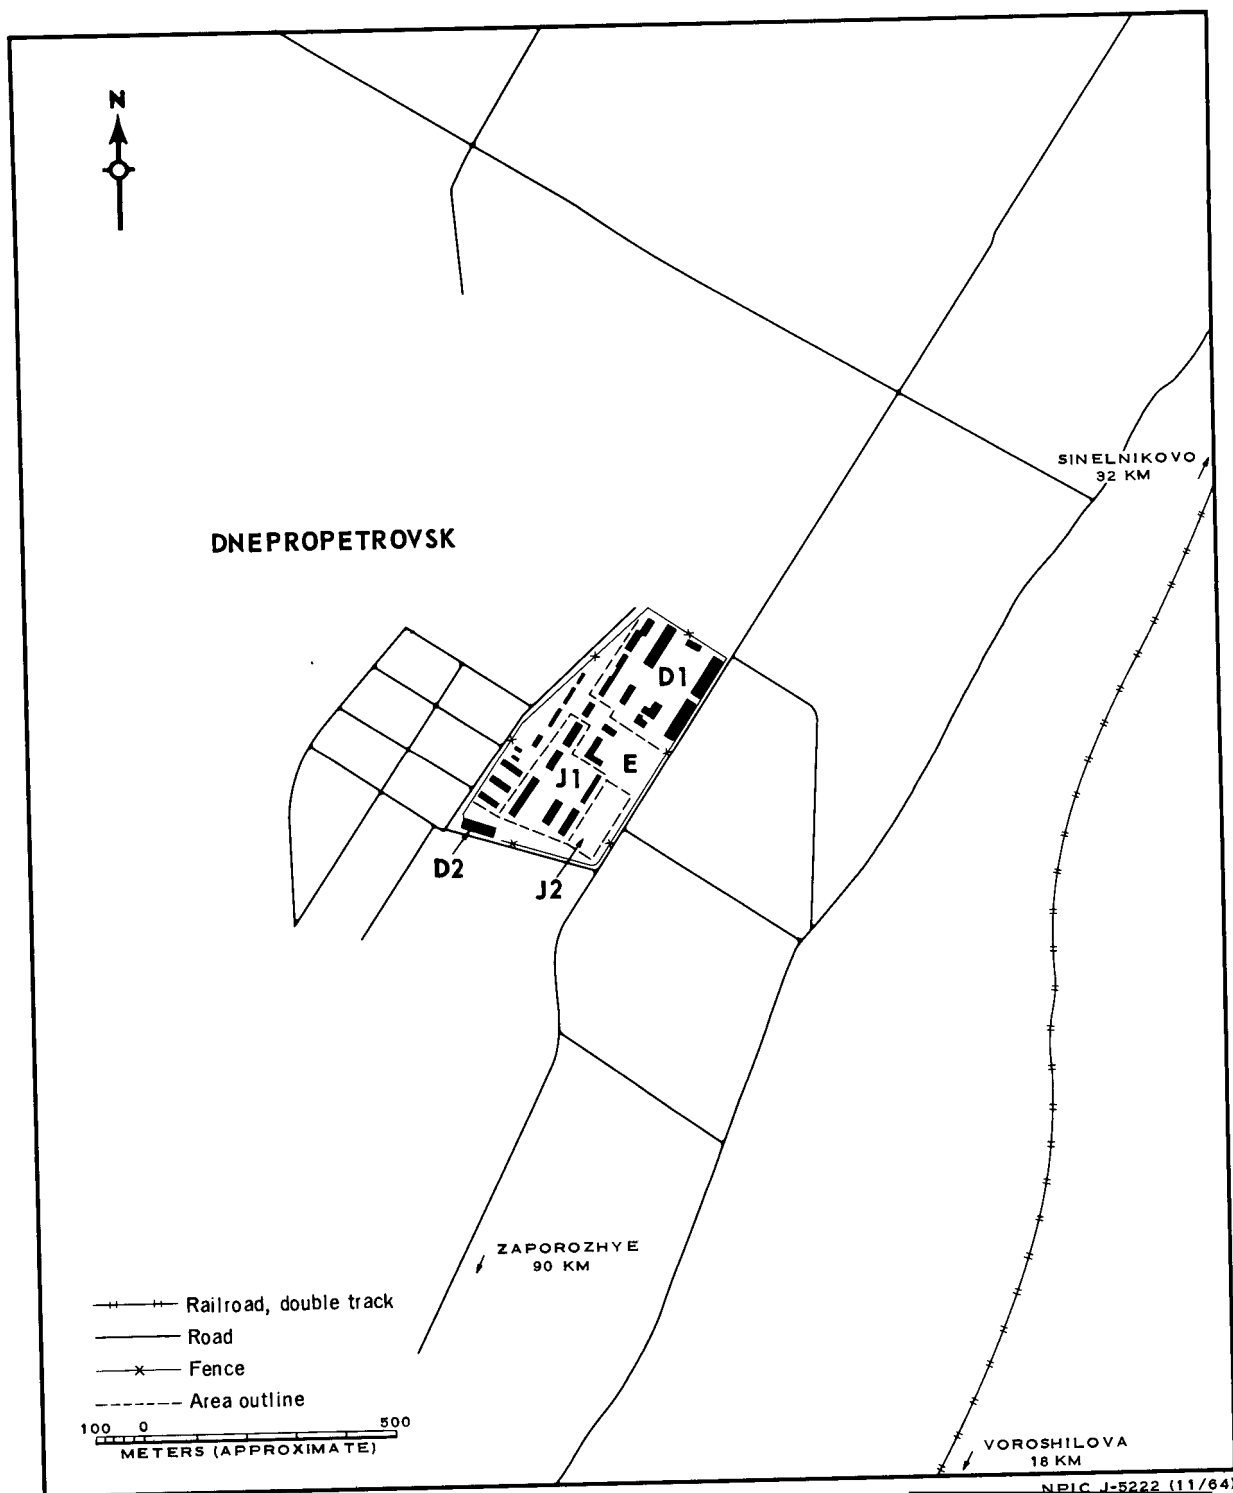 N
SINELNIKOVO
32 KM
DNEPROPETROVSK
D1
E
J1
D2
J2
ZAPOROZHYE
90 KM
Railroad, double track
Road
Fence
Area outline
100 0 500
METERS (APPROXIMATE)
VOROSHILOVA
18 KM
NPIC J-5222 (11/64)